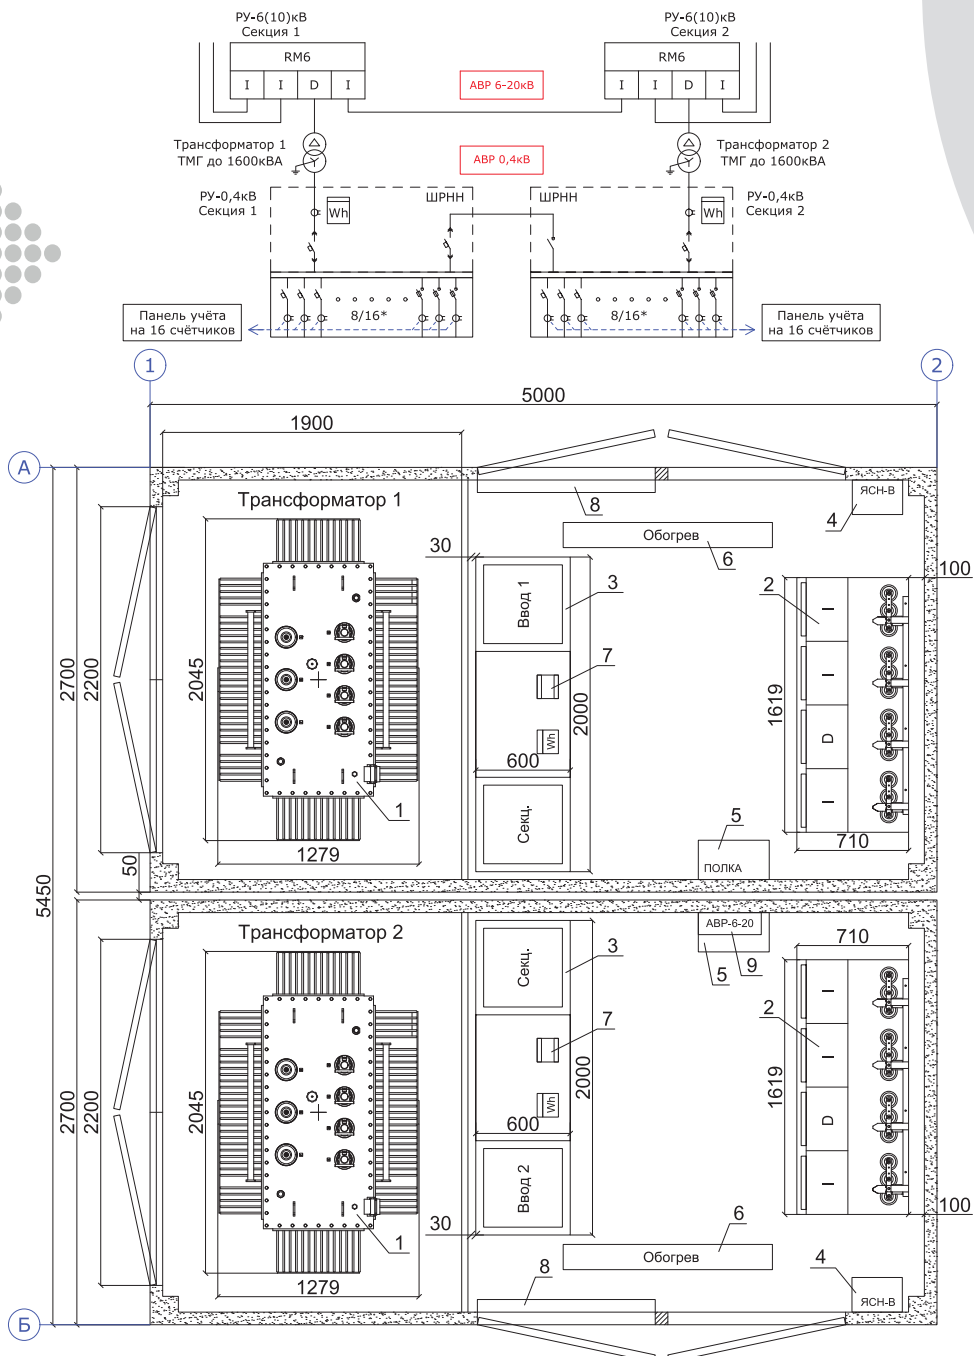 РУ-6(10)кВ
Секция 1
РУ-6(10)кВ
Секция 2
RM6
RM6
I I D I
I I D I
АВР 6-20кВ
Трансформатор 1
ТМГ до 1600кВА
Трансформатор 2
ТМГ до 1600кВА
АВР 0,4кВ
РУ-0,4кВ
Секция 1
Wh
ШРНН
ШРНН
Wh
РУ-0,4кВ
Секция 2
8/16*
8/16*
Панель учёта
на 16 счётчиков
Панель учёта
на 16 счётчиков
1
2
5000
1900
А
Трансформатор 1
8
ЯСН-В
4
Обогрев
6
30
100
Ввод 1
3
2
I
7
2700
2200
2045
2000
1619
I
Wh
600
D
Секц.
I
1
5
710
1279
50
ПОЛКА
5450
Трансформатор 2
АВР-6-20
5
9
710
Секц.
3
2
I
7
I
2700
2200
2045
2000
1619
Wh
600
D
Ввод 2
I
1
30
6
100
Обогрев
8
4
1279
ЯСН-В
Б